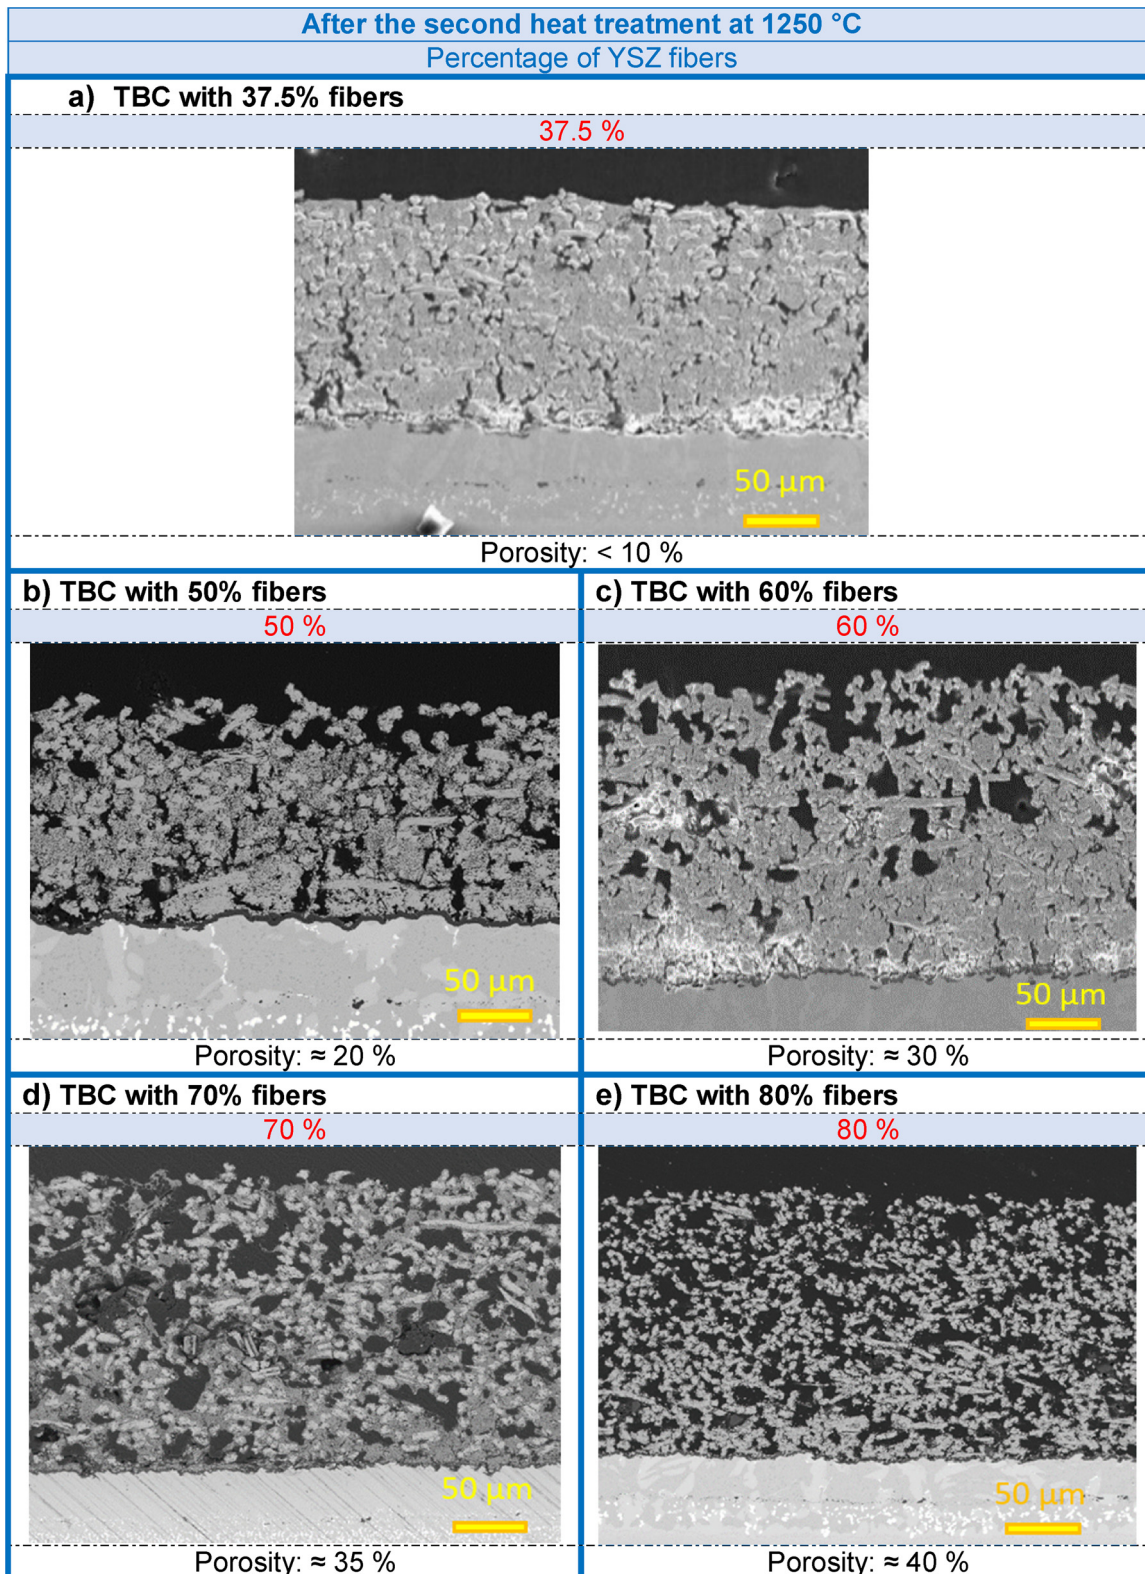 After the second heat treatment at 1250 °C
Percentage of YSZ fibers
a) TBC with 37.5% fibers
37.5 %
50 µm
Porosity: < 10 %
b) TBC with 50% fibers
50 %
50 µm
Porosity: ≈ 20 %
c) TBC with 60% fibers
60 %
50 µm
Porosity: ≈ 30 %
d) TBC with 70% fibers
70 %
50 µm
Porosity: ≈ 35 %
e) TBC with 80% fibers
80 %
50 µm
Porosity: ≈ 40 %